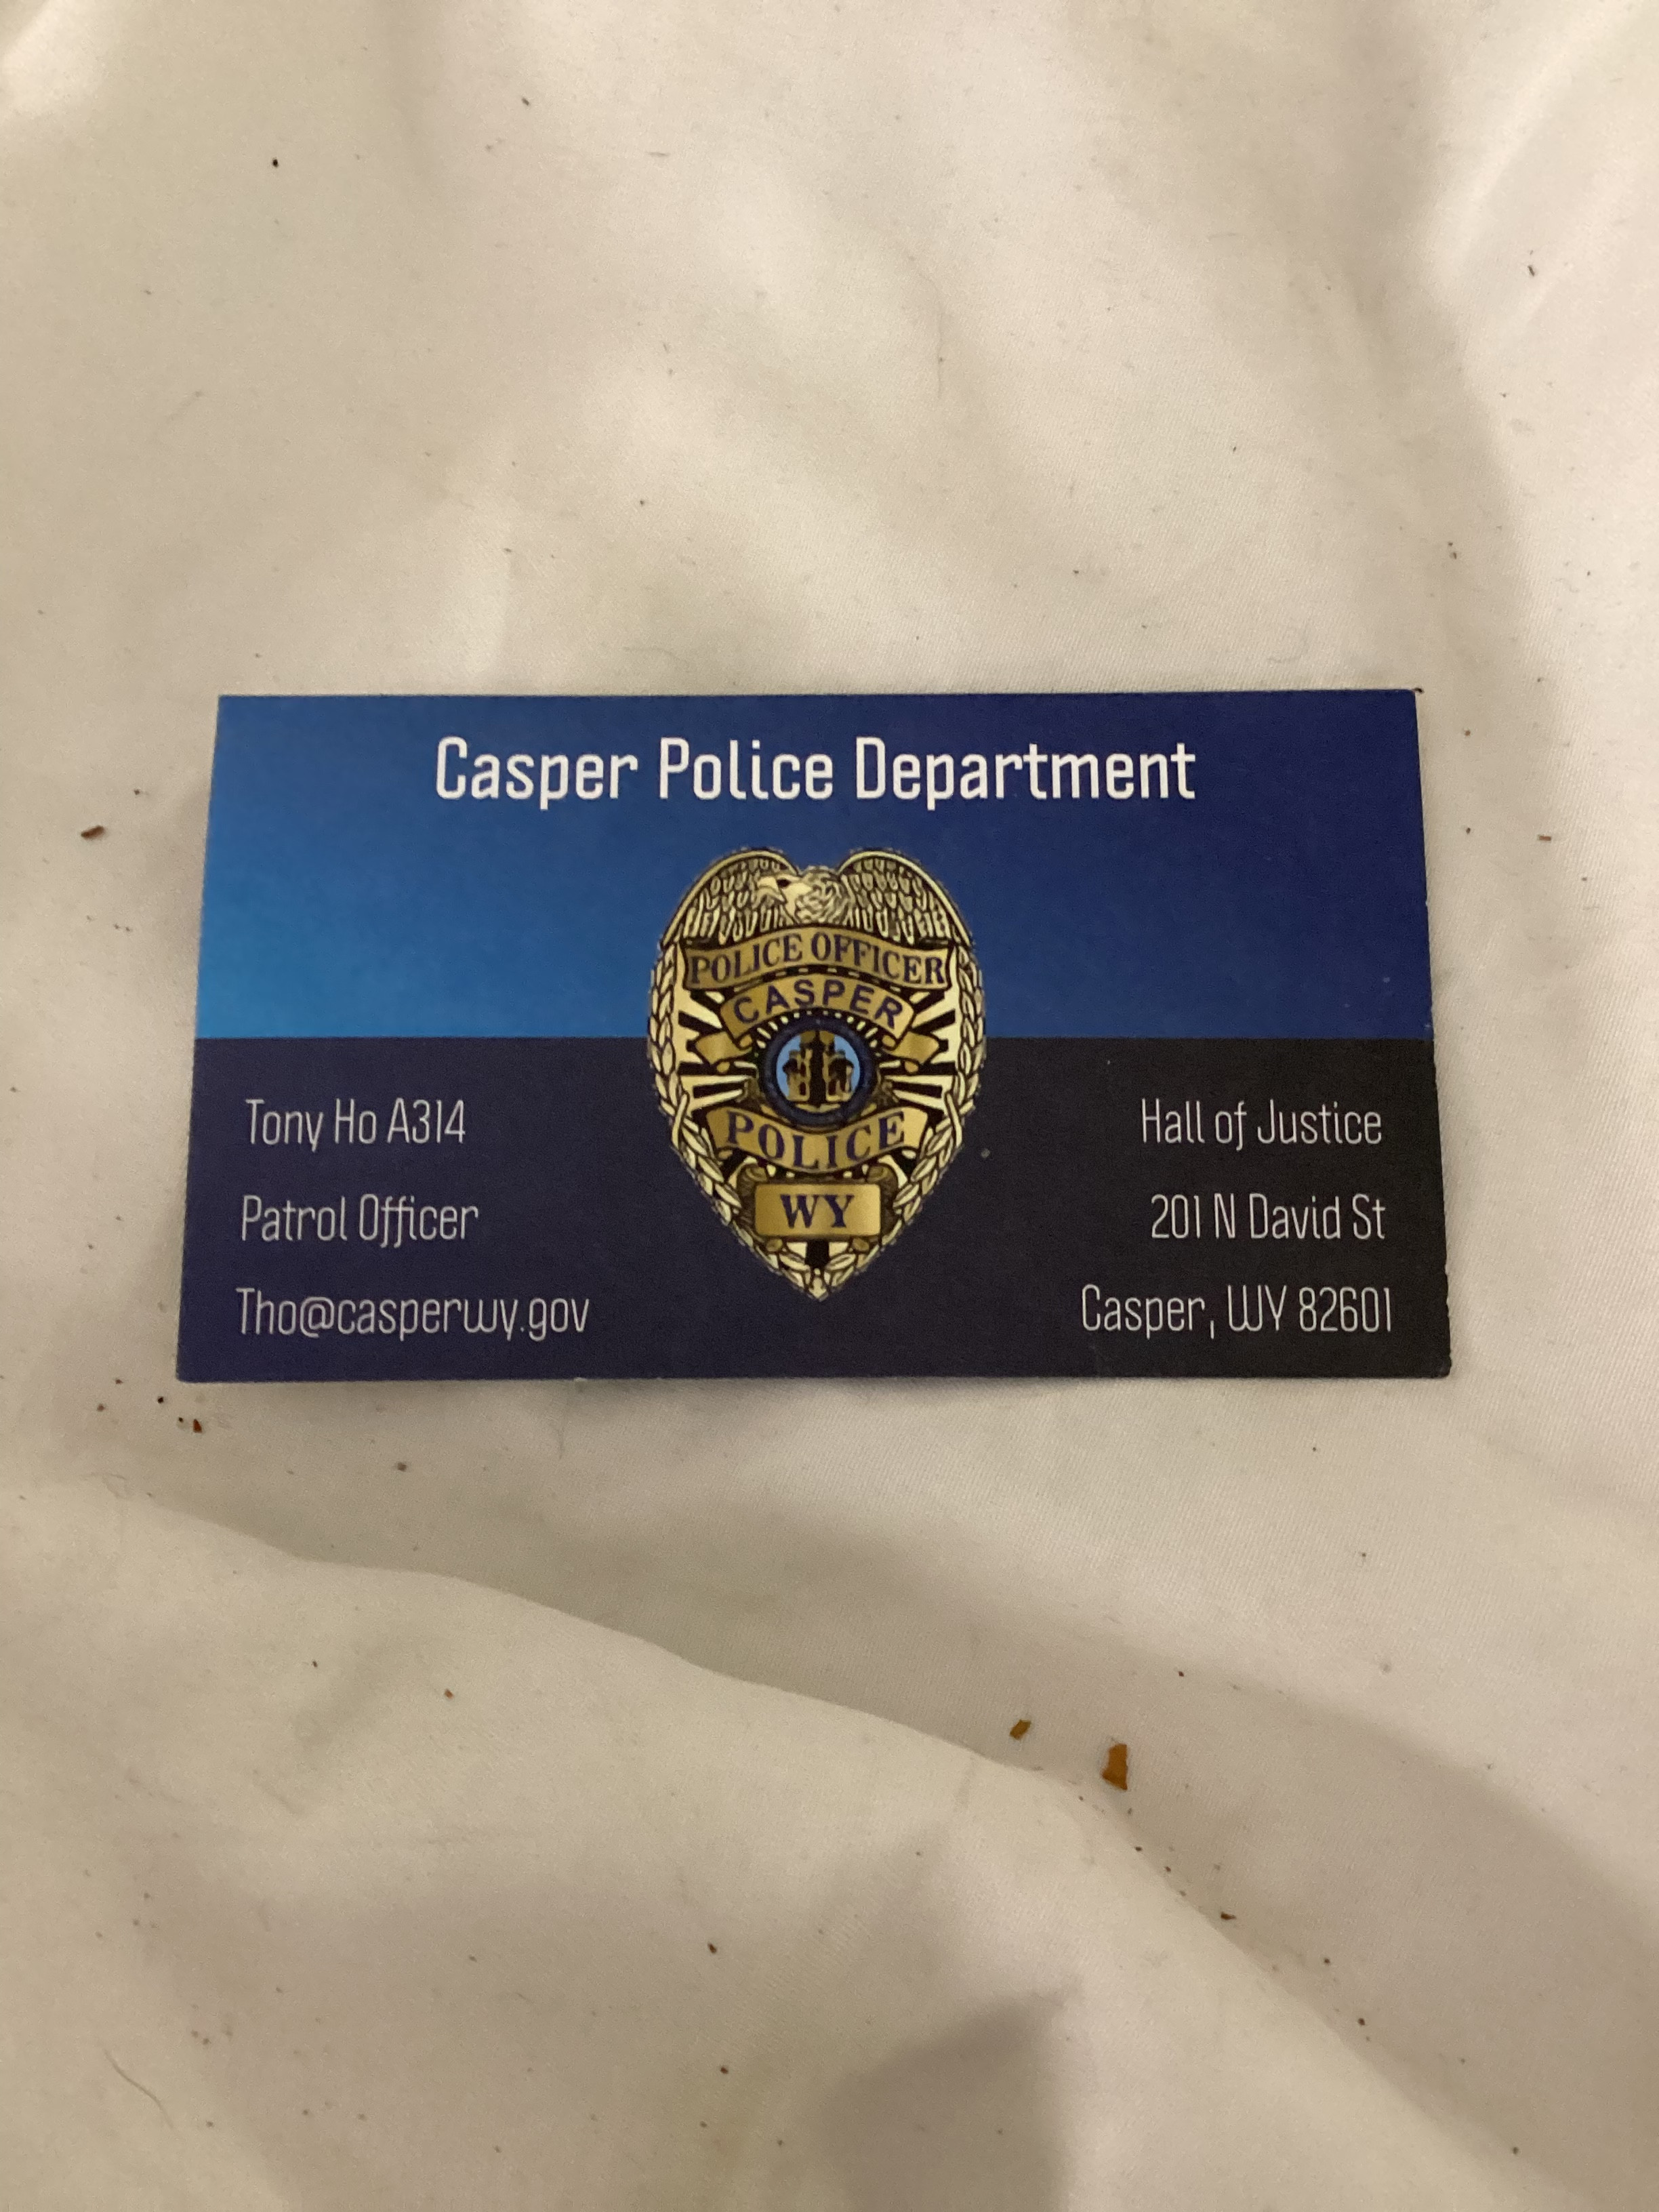 Casper Police Department
POLICE OFFICER
CASPER
POLICE
WY
Tony Ho A314
Patrol Officer
Tho@casperwy.gov
Hall of Justice
201 N David St
Casper, WY 82601